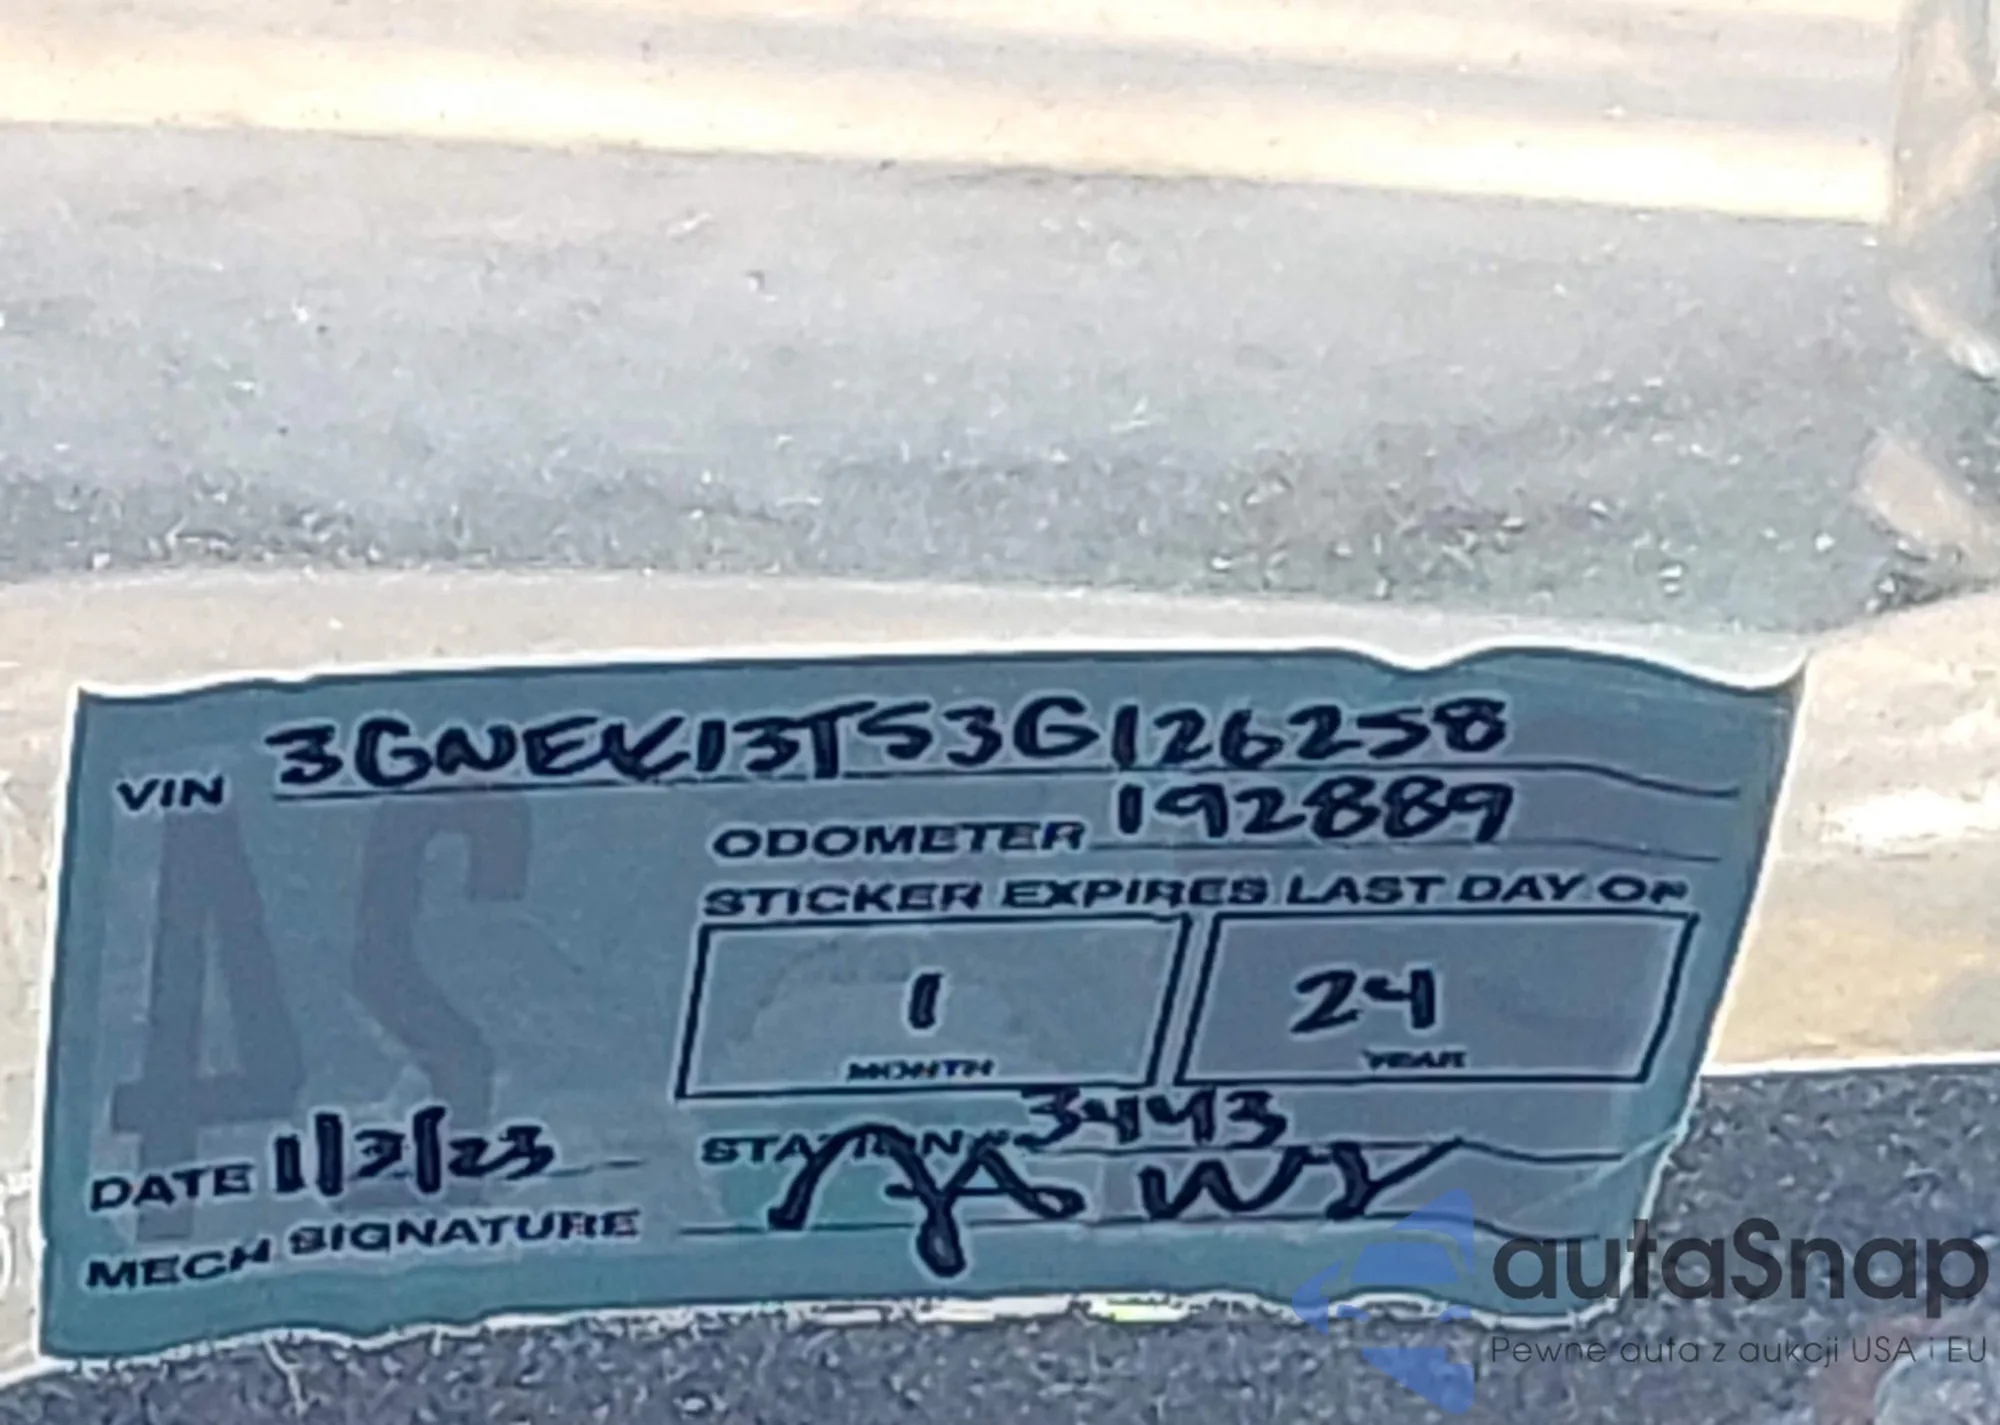 VIN 3GNEK13T53G126258
ODOMETER 192889
STICKER EXPIRES LAST DAY OF
1 24
MONTH YEAR
DATE 1/2/23 STATION # 3443
MECH SIGNATURE
autaSnap
Pewne auta z aukcji USA i EU